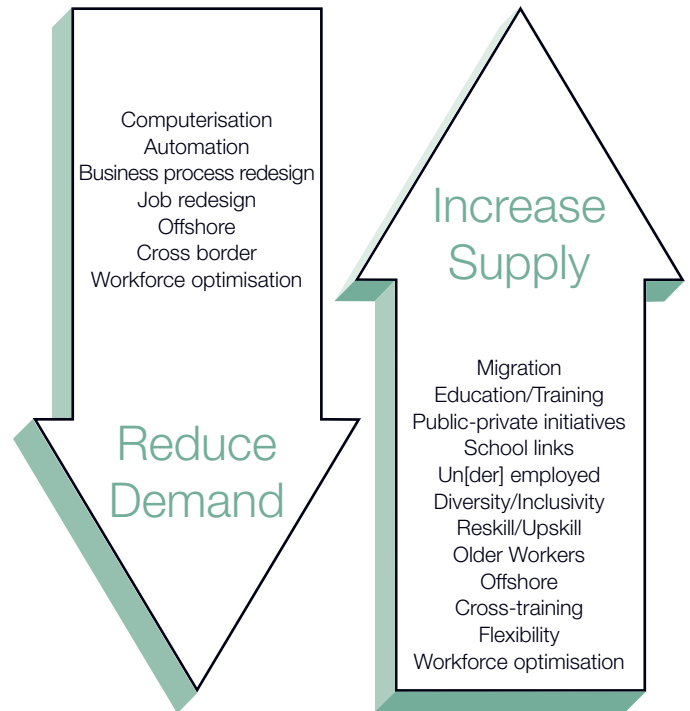 Computerisation
Automation
Business process redesign
Job redesign
Offshore
Cross border
Workforce optimisation
Reduce
Demand
Increase
Supply
Migration
Education/Training
Public-private initiatives
School links
Un[der] employed
Diversity/Inclusivity
Reskill/Upskill
Older Workers
Offshore
Cross-training
Flexibility
Workforce optimisation